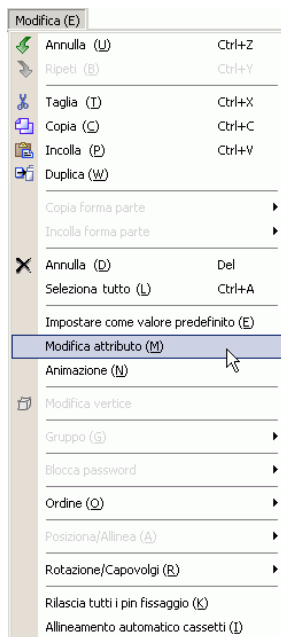 Modifica (E)
Annulla (U) Ctrl+Z
Ripeti (B) Ctrl+Y
Taglia (T) Ctrl+X
Copia (C) Ctrl+C
Incolla (P) Ctrl+V
Duplica (W)
Copia forma parte
Incolla forma parte
Annulla (D) Del
Seleziona tutto (L) Ctrl+A
Impostare come valore predefinito (E)
Modifica attributo (M)
Animazione (N)
Modifica vertice
Gruppo (G)
Blocca password
Ordine (O)
Posiziona/Allinea (A)
Rotazione/Capovolgi (R)
Rilascia tutti i pin fissaggio (K)
Allineamento automatico cassetti (I)